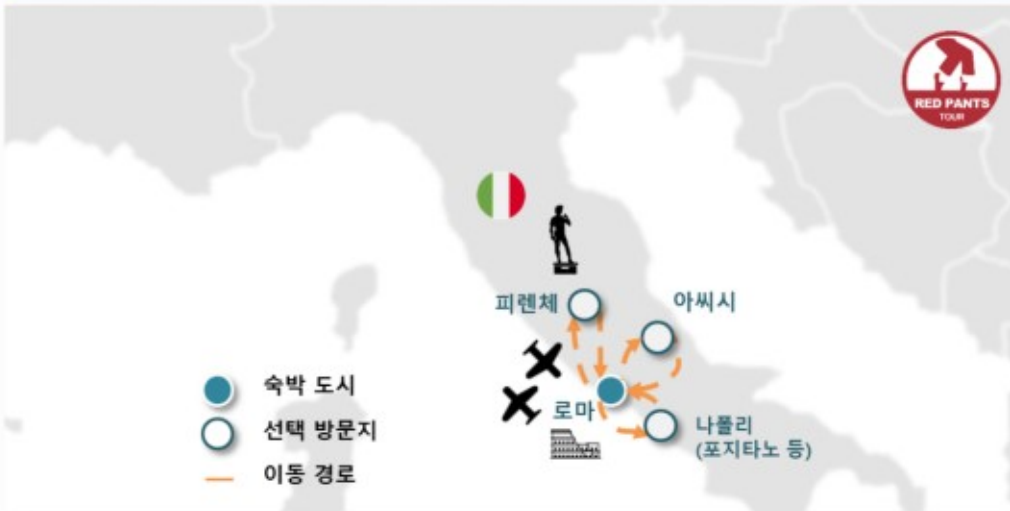 RED PANTS
TOUR
피렌체
아씨시
숙박 도시
로마
선택 방문지
나폴리
(포지타노 등)
이동 경로